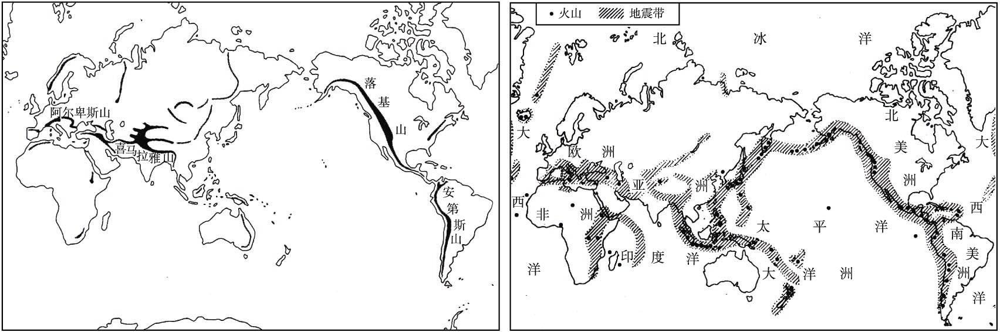 落基山
阿尔卑斯山
喜马拉雅山
安第斯山
火山 地震带
北冰洋
大西洋
北美洲
大西洋
欧洲
亚洲
非洲
太平洋
印度洋
大洋洲
南美洲